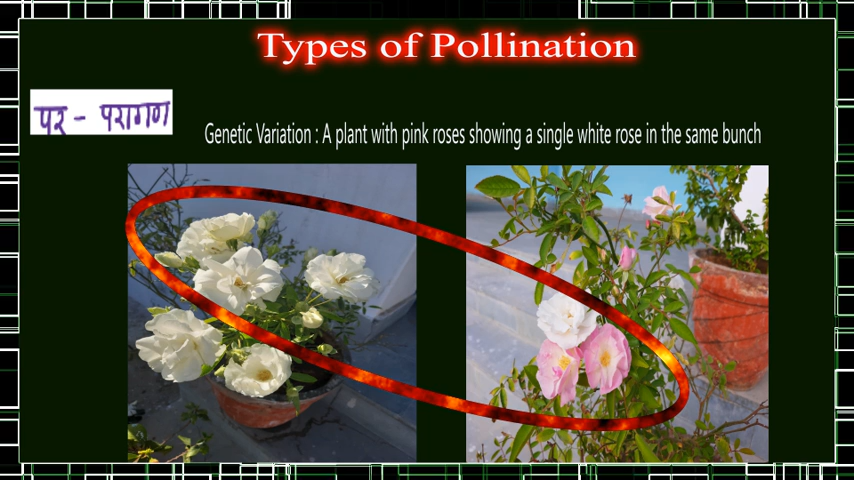 Types of Pollination
पर - परागण
Genetic Variation : A plant with pink roses showing a single white rose in the same bunch